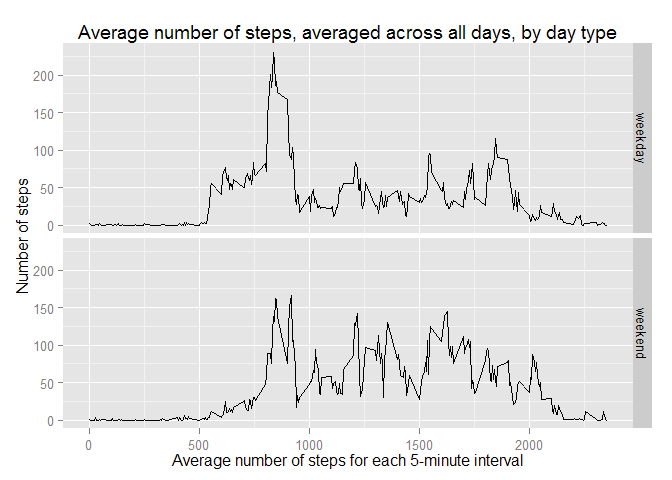 Average number of steps, averaged across all days, by day type
Number of steps
200
150
100
50
0
weekday
200
150
100
50
0
weekend
0 500 1000 1500 2000
Average number of steps for each 5-minute interval